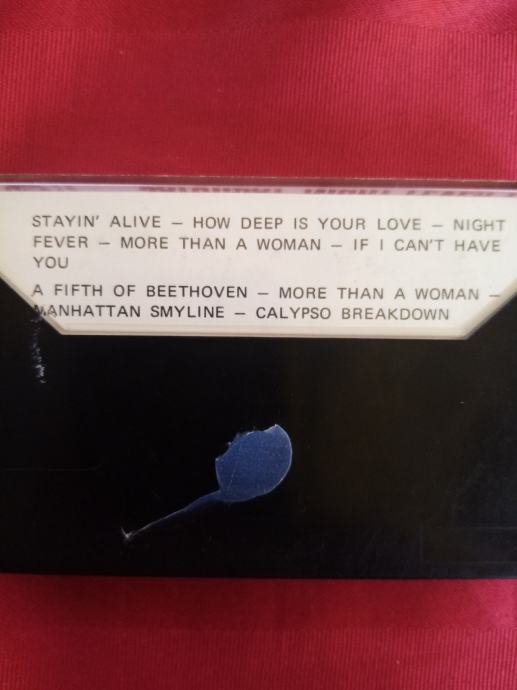 STAYIN' ALIVE – HOW DEEP IS YOUR LOVE – NIGHT
FEVER – MORE THAN A WOMAN – IF I CAN'T HAVE
YOU
A FIFTH OF BEETHOVEN – MORE THAN A WOMAN –
MANHATTAN SMYLINE – CALYPSO BREAKDOWN